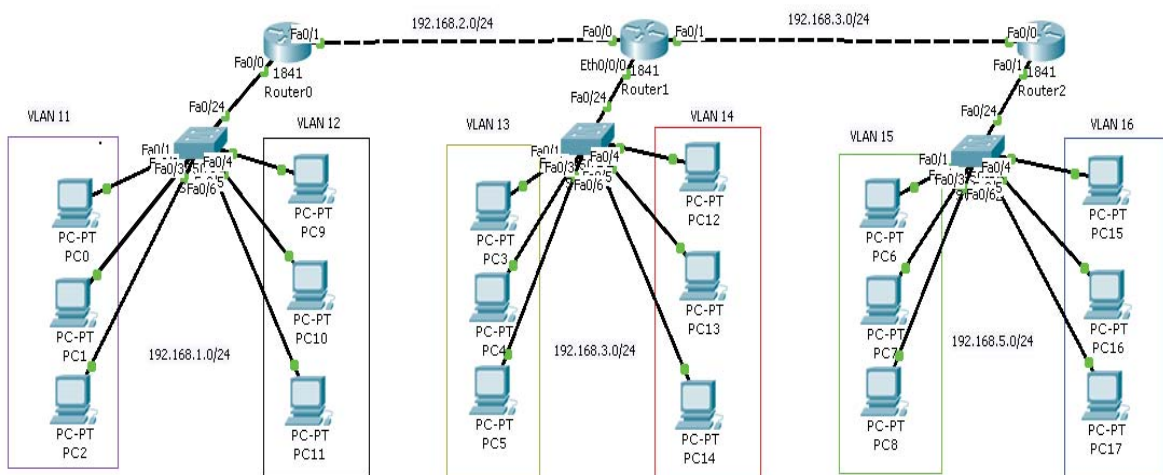 192.168.2.0/24
192.168.3.0/24
Fa0/1
Fa0/0
Fa0/1
Fa0/0
Fa0/0
1841
Router0
Eth0/0/0
1841
Router1
Fa0/1
1841
Router2
Fa0/24
Fa0/24
Fa0/24
VLAN 11
VLAN 12
VLAN 13
VLAN 14
VLAN 15
VLAN 16
Fa0/1
Fa0/4
Fa0/3
Fa0/6
Fa0/1
Fa0/4
Fa0/3
Fa0/6
Fa0/1
Fa0/4
Fa0/3
Fa0/6
PC-PT
PC0
PC-PT
PC9
PC-PT
PC3
PC-PT
PC12
PC-PT
PC6
PC-PT
PC15
PC-PT
PC1
PC-PT
PC10
PC-PT
PC4
PC-PT
PC13
PC-PT
PC7
PC-PT
PC16
192.168.1.0/24
192.168.3.0/24
192.168.5.0/24
PC-PT
PC2
PC-PT
PC11
PC-PT
PC5
PC-PT
PC14
PC-PT
PC8
PC-PT
PC17